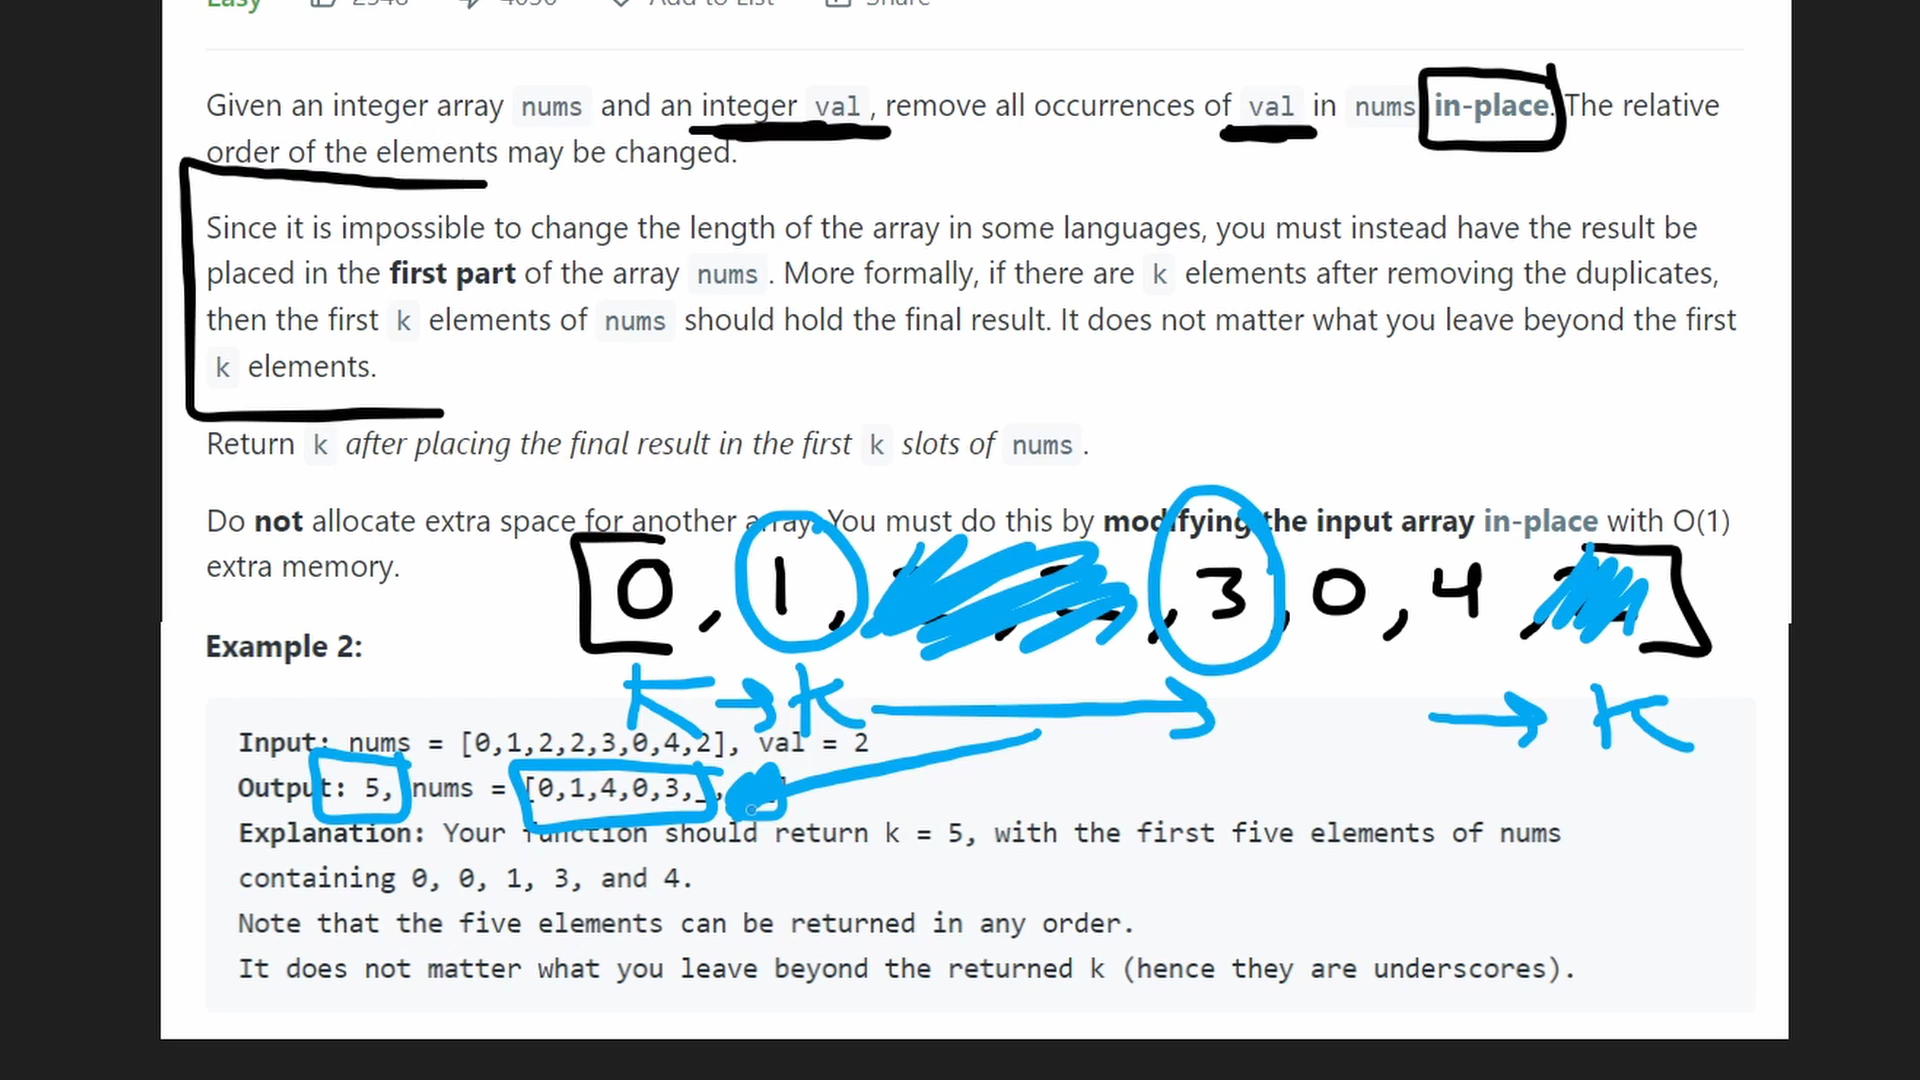 Easy 2548 4650 Add to List Share
Given an integer array nums and an integer val, remove all occurrences of val in nums in-place. The relative
order of the elements may be changed.
Since it is impossible to change the length of the array in some languages, you must instead have the result be
placed in the first part of the array nums. More formally, if there are k elements after removing the duplicates,
then the first k elements of nums should hold the final result. It does not matter what you leave beyond the first
k elements.
Return k after placing the final result in the first k slots of nums.
Do not allocate extra space for another array. You must do this by modifying the input array in-place with O(1)
extra memory.
[0, 1, , 3, 0, 4, ]
Example 2:
K → K → → K
Input: nums = [0,1,2,2,3,0,4,2], val = 2
Output: 5, nums = [0,1,4,0,3,_,
Explanation: Your function should return k = 5, with the first five elements of nums
containing 0, 0, 1, 3, and 4.
Note that the five elements can be returned in any order.
It does not matter what you leave beyond the returned k (hence they are underscores).